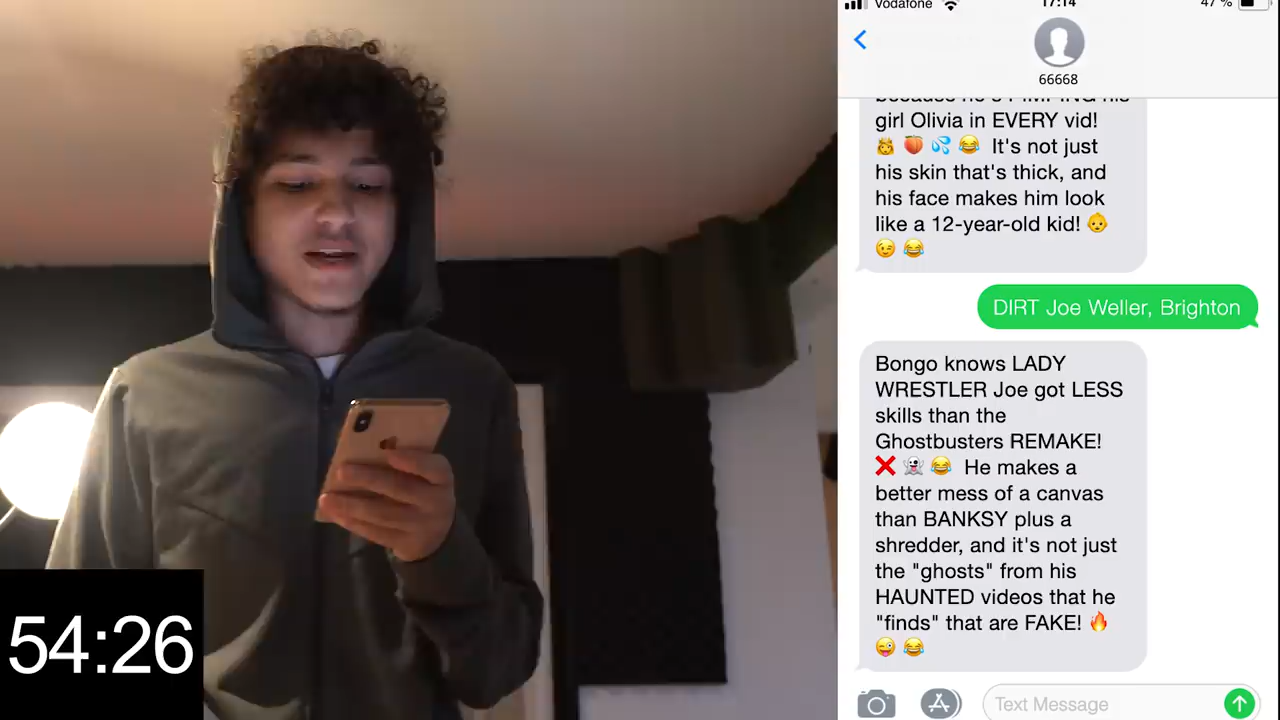 Vodafone
17:14
47 %
66668
girl Olivia in EVERY vid!
👸 🍑 💦 😂 It's not just
his skin that's thick, and
his face makes him look
like a 12-year-old kid! 👶
😉 😂
DIRT Joe Weller, Brighton
Bongo knows LADY
WRESTLER Joe got LESS
skills than the
Ghostbusters REMAKE!
❌ 👻 😂 He makes a
better mess of a canvas
than BANKSY plus a
shredder, and it's not just
the "ghosts" from his
HAUNTED videos that he
"finds" that are FAKE! 🔥
😜 😂
Text Message
54:26